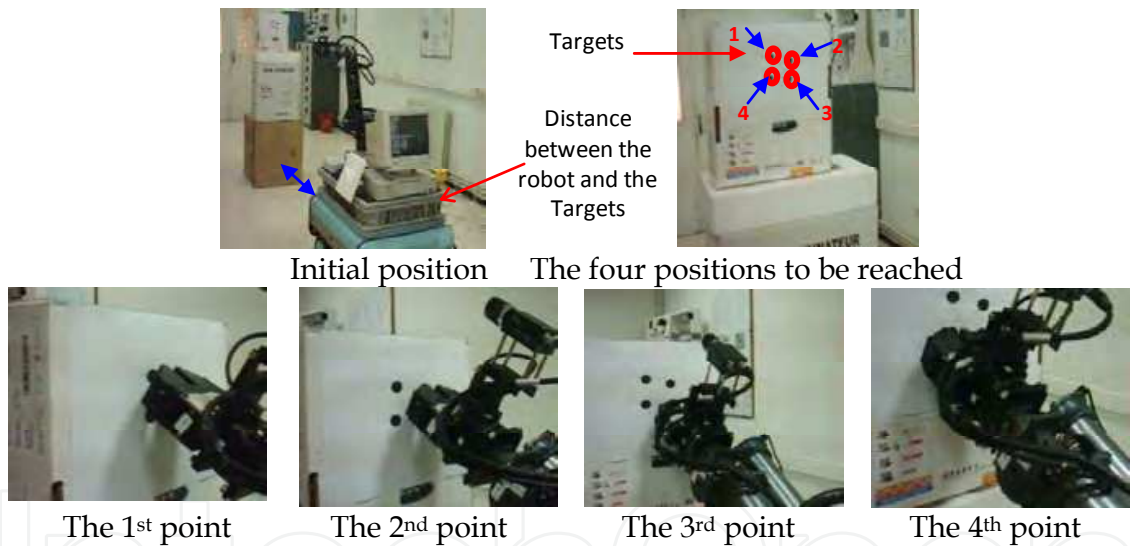 Targets
Distance
between the
robot and the
Targets
1
2
4
3
Initial position
The four positions to be reached
The 1st point
The 2nd point
The 3rd point
The 4th point